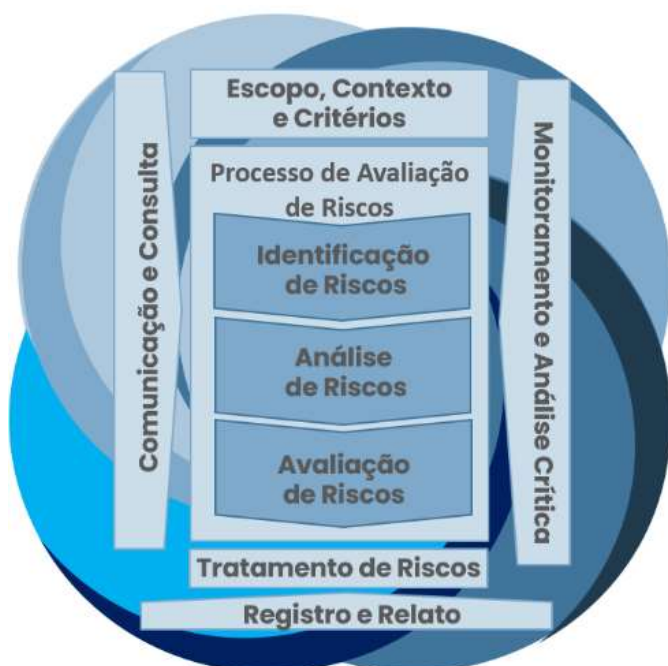 Escopo, Contexto
e Critérios
Comunicação e Consulta
Processo de Avaliação
de Riscos
Identificação
de Riscos
Análise
de Riscos
Avaliação
de Riscos
Monitoramento e Análise Crítica
Tratamento de Riscos
Registro e Relato